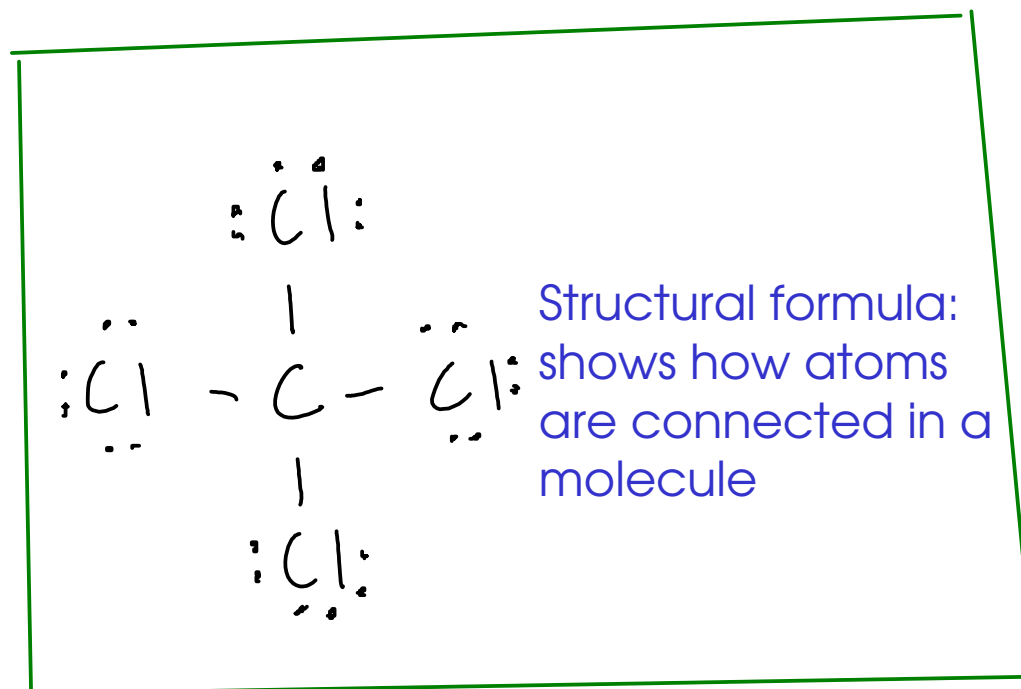 Cl
Cl - C - Cl
Cl
Structural formula:
shows how atoms
are connected in a
molecule